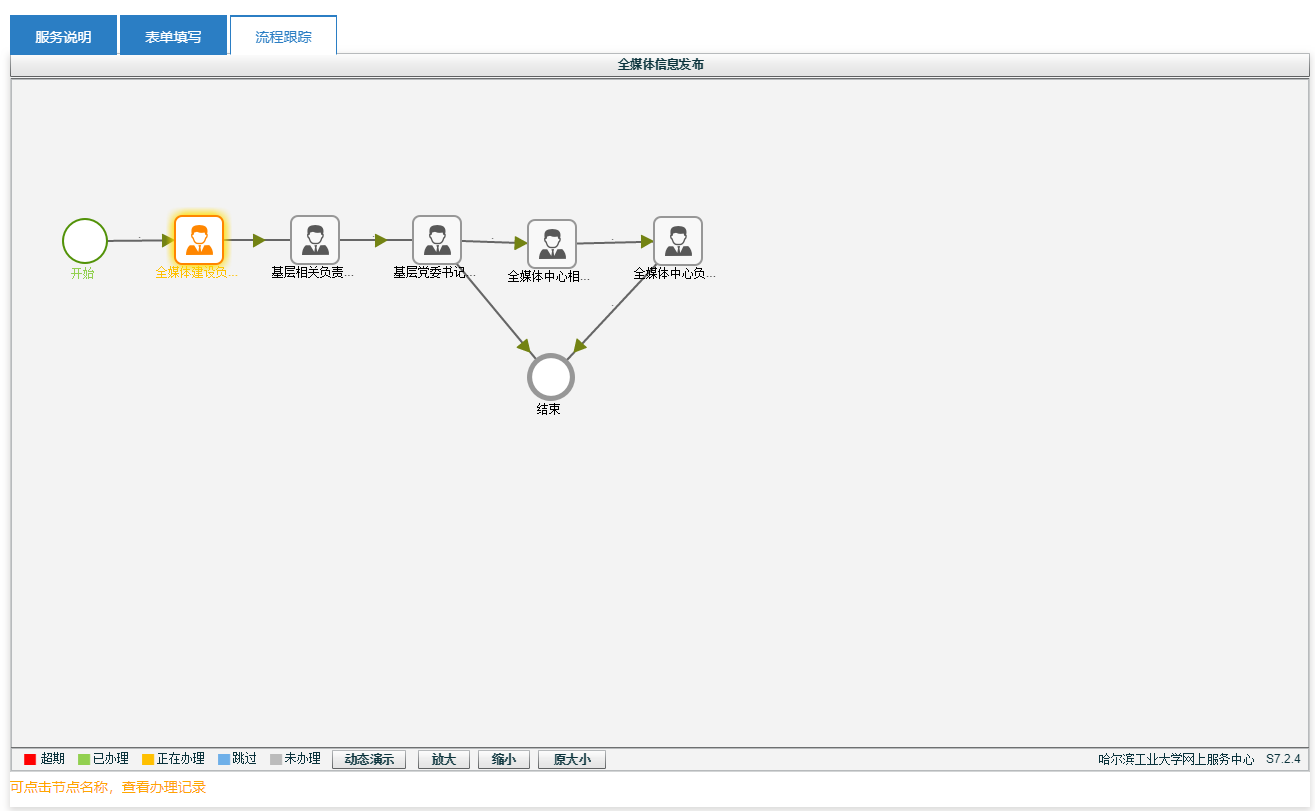 服务说明 表单填写 流程跟踪
全媒体信息发布
开始 全媒体建设负... 基层相关负责... 基层党委书记... 全媒体中心相... 全媒体中心负...
结束
超期 已办理 正在办理 跳过 未办理 动态演示 放大 缩小 原大小 哈尔滨工业大学网上服务中心 S7.2.4
可点击节点名称，查看办理记录